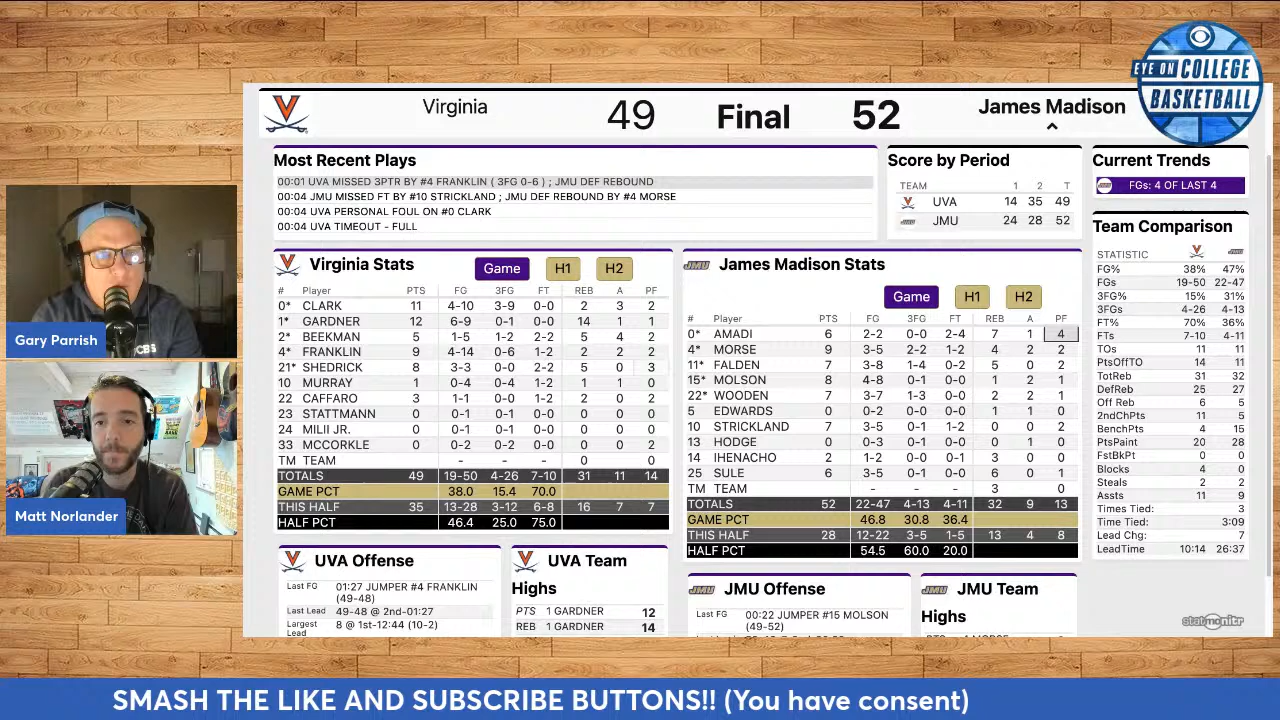 EYE ON COLLEGE
BASKETBALL
Virginia 49 Final 52 James Madison
Most Recent Plays
00:01 UVA MISSED 3PTR BY #4 FRANKLIN ( 3FG 0-6 ) ; JMU DEF REBOUND
00:04 JMU MISSED FT BY #10 STRICKLAND ; JMU DEF REBOUND BY #4 MORSE
00:04 UVA PERSONAL FOUL ON #0 CLARK
00:04 UVA TIMEOUT - FULL
Score by Period
TEAM 1 2 T
UVA 14 35 49
JMU 24 28 52
Current Trends
FGs: 4 OF LAST 4
Virginia Stats
Game H1 H2
# Player PTS FG 3FG FT REB A PF
0* CLARK 11 4-10 3-9 0-0 2 3 2
1* GARDNER 12 6-9 0-1 0-0 14 1 1
2* BEEKMAN 5 1-5 1-2 2-2 5 4 2
4* FRANKLIN 9 4-14 0-6 1-2 2 2 2
21* SHEDRICK 8 3-3 0-0 2-2 5 0 3
10 MURRAY 1 0-4 0-4 1-2 1 1 0
22 CAFFARO 3 1-1 0-0 1-2 2 0 2
23 STATTMANN 0 0-1 0-1 0-0 0 0 0
24 MILII JR. 0 0-1 0-1 0-0 0 0 0
33 MCCORKLE 0 0-2 0-2 0-0 0 0 2
TM TEAM - - - 0 0
TOTALS 49 19-50 4-26 7-10 31 11 14
GAME PCT 38.0 15.4 70.0
THIS HALF 35 13-28 3-12 6-8 16 7 7
HALF PCT 46.4 25.0 75.0
James Madison Stats
Game H1 H2
# Player PTS FG 3FG FT REB A PF
0* AMADI 6 2-2 0-0 2-4 7 1 4
4* MORSE 9 3-5 2-2 1-2 4 2 2
11* FALDEN 7 3-8 1-4 0-2 5 0 2
15* MOLSON 8 4-8 0-1 0-0 1 2 1
22* WOODEN 7 3-7 1-3 0-0 2 2 1
5 EDWARDS 0 0-2 0-0 0-0 1 1 0
10 STRICKLAND 7 3-5 0-1 1-2 0 0 2
13 HODGE 0 0-3 0-1 0-0 3 1 0
14 IHENACHO 2 1-2 0-0 0-1 3 0 0
25 SULE 6 3-5 0-1 0-0 6 0 1
TM TEAM - - - 3 0
TOTALS 52 22-47 4-13 4-11 32 9 13
GAME PCT 46.8 30.8 36.4
THIS HALF 28 12-22 3-5 1-5 13 4 8
HALF PCT 54.5 60.0 20.0
Team Comparison
STATISTIC
FG% 38% 47%
FGs 19-50 22-47
3FG% 15% 31%
3FGs 4-26 4-13
FT% 70% 36%
FTs 7-10 4-11
TOs 11 11
PtsOffTO 14 11
TotReb 31 32
DefReb 25 27
Off Reb 6 5
2ndChPts 11 5
BenchPts 4 15
PtsPaint 20 28
FstBkPt 0 0
Blocks 4 0
Steals 2 2
Assts 11 9
Times Tied: 3
Time Tied: 3:09
Lead Chg: 7
LeadTime 10:14 26:37
UVA Offense
Last FG 01:27 JUMPER #4 FRANKLIN
(49-48)
Last Lead 49-48 @ 2nd-01:27
Largest Lead 8 @ 1st-12:44 (10-2)
UVA Team
Highs
PTS 1 GARDNER 12
REB 1 GARDNER 14
JMU Offense
Last FG 00:22 JUMPER #15 MOLSON
(49-52)
JMU Team
Highs
statmonitr
Gary Parrish
Matt Norlander
SMASH THE LIKE AND SUBSCRIBE BUTTONS!! (You have consent)